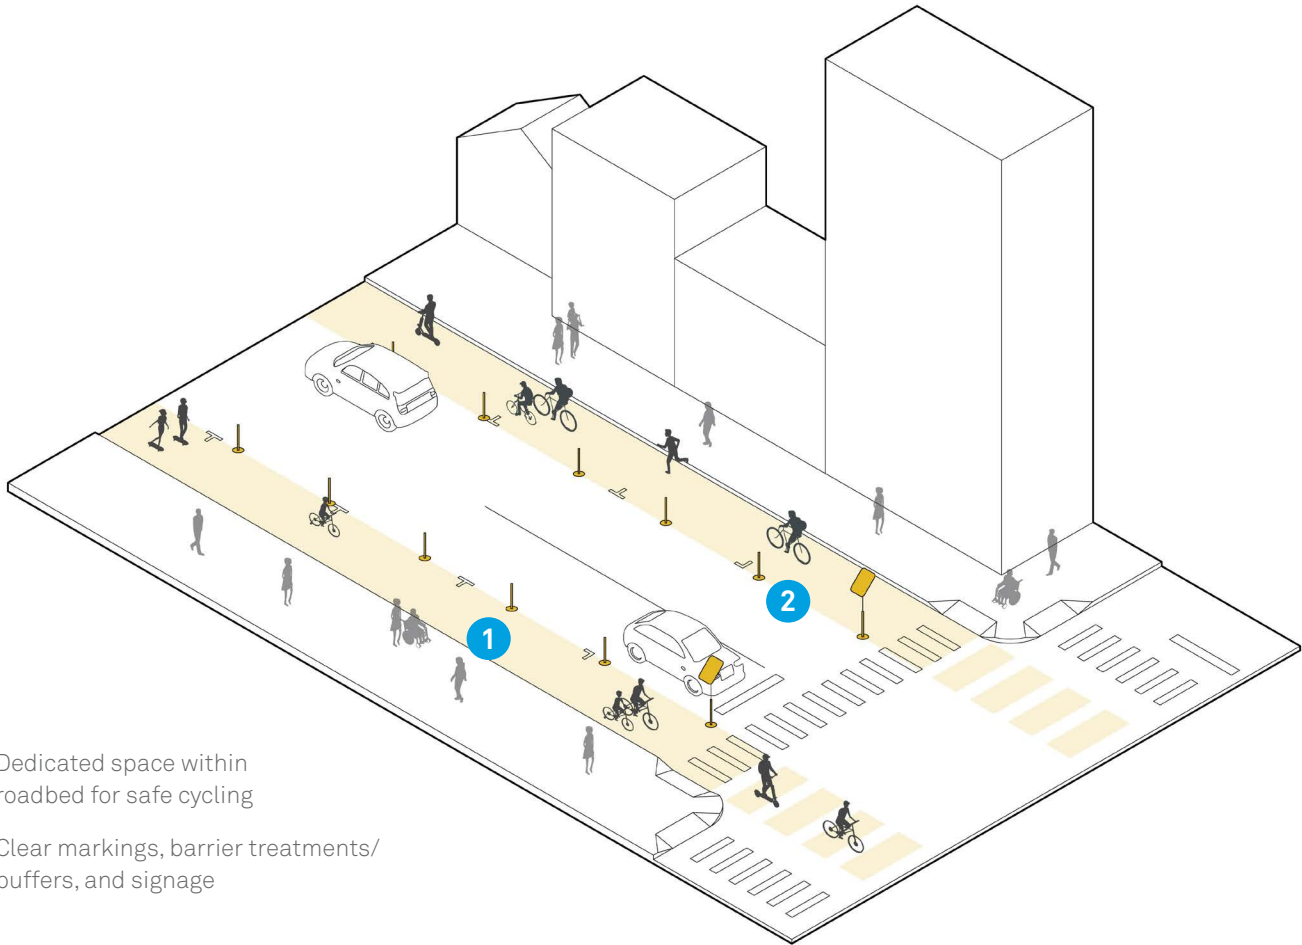 1
2
Dedicated space within
roadbed for safe cycling
Clear markings, barrier treatments/
buffers, and signage